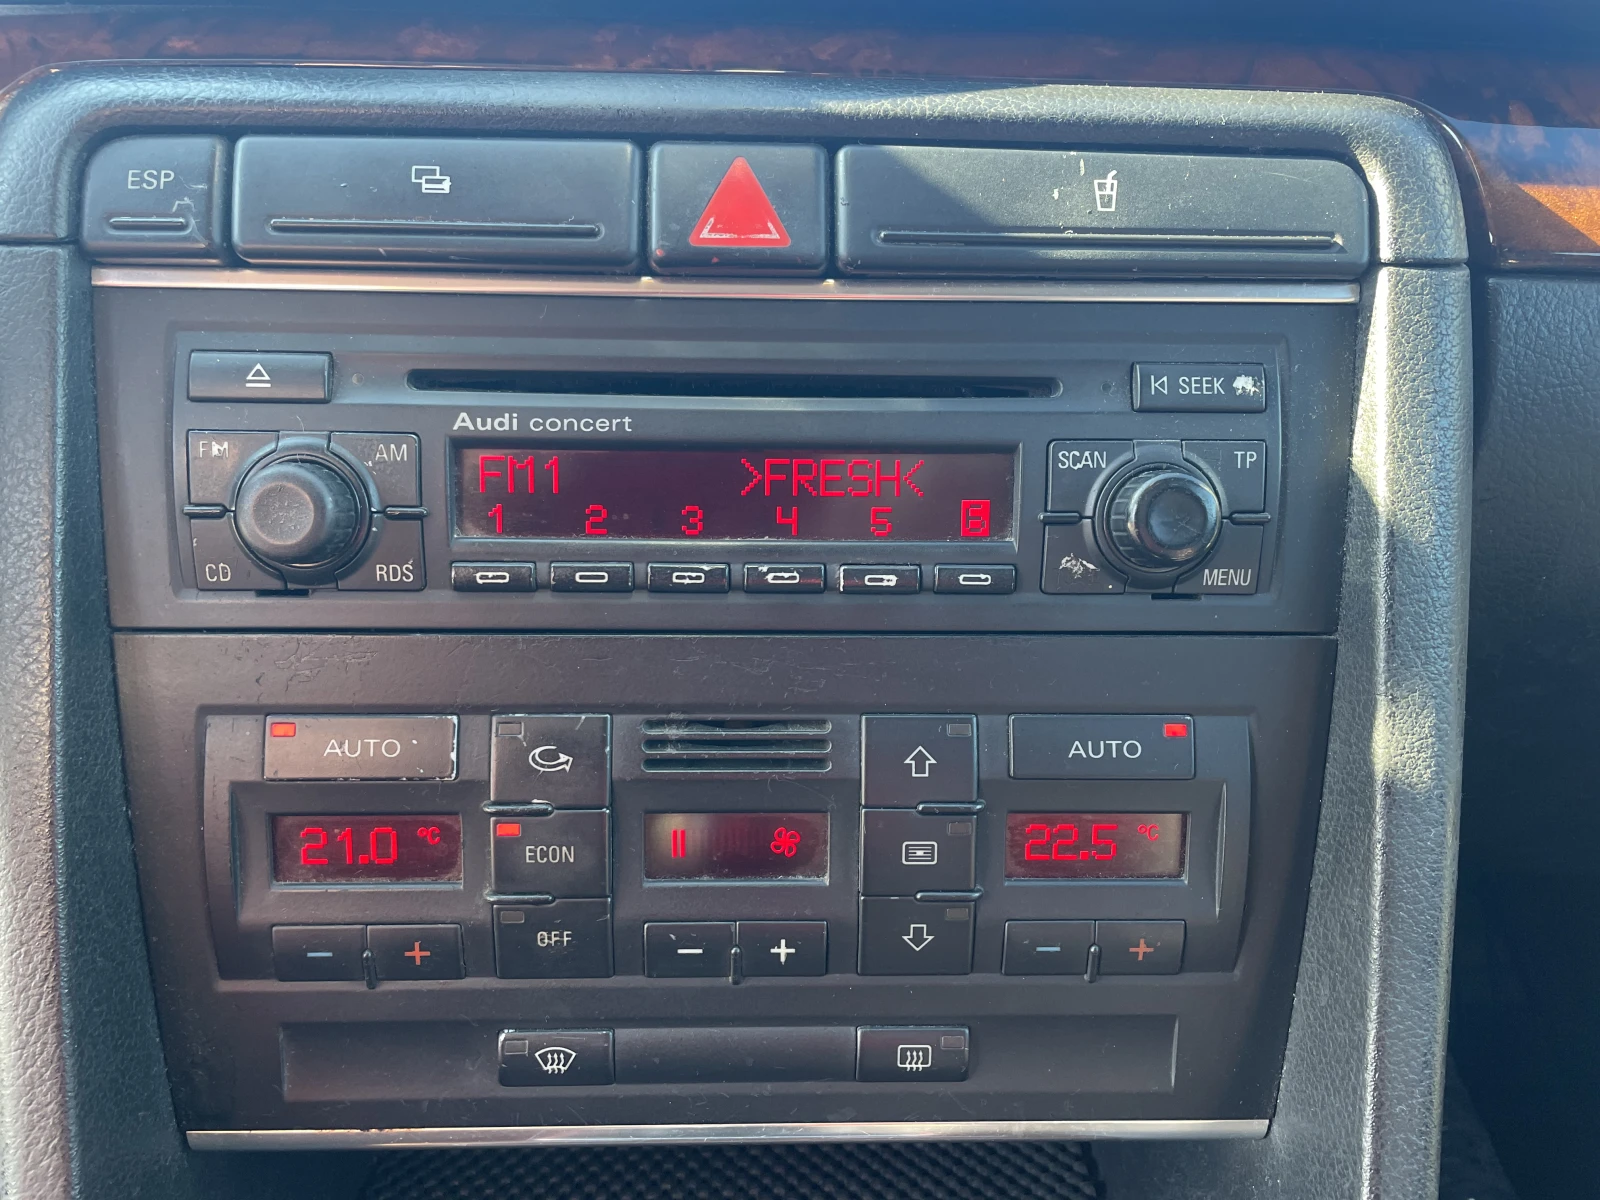 ESP
SEEK
Audi concert
FM
AM
FM1 >FRESH<
SCAN
TP
1 2 3 4 5 6
CD
RDS
MENU
AUTO
AUTO
21.0 °C
ECON
22.5 °C
OFF
- +
- +
- +